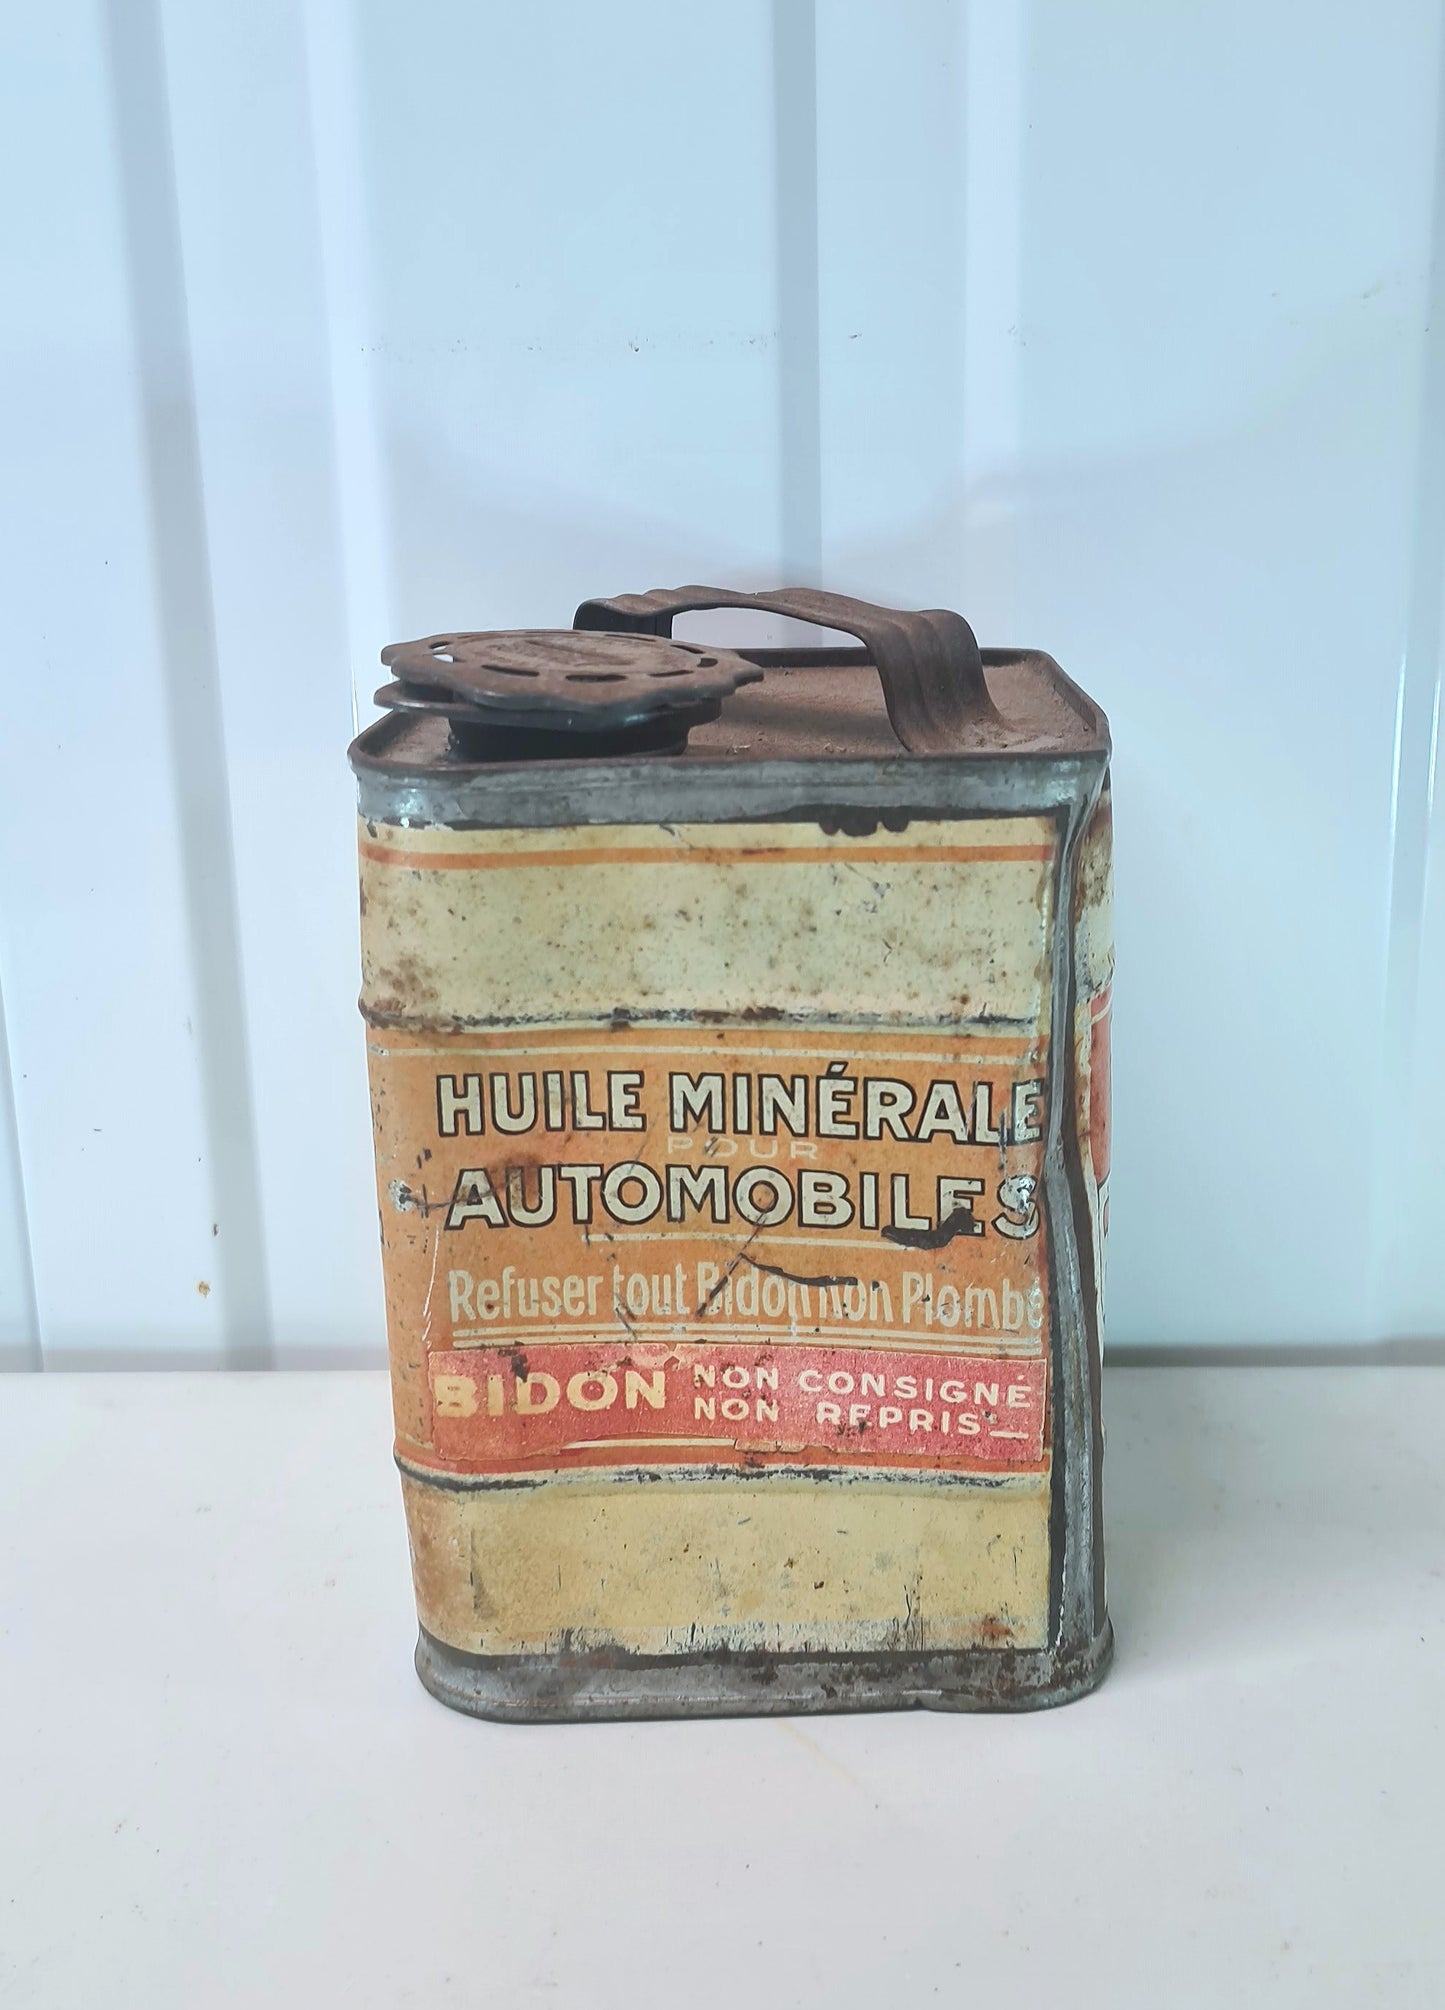 HUILE MINÉRALE
POUR
AUTOMOBILES
Refuser tout Bidon non Plombé
BIDON NON CONSIGNÉ
NON REPRIS